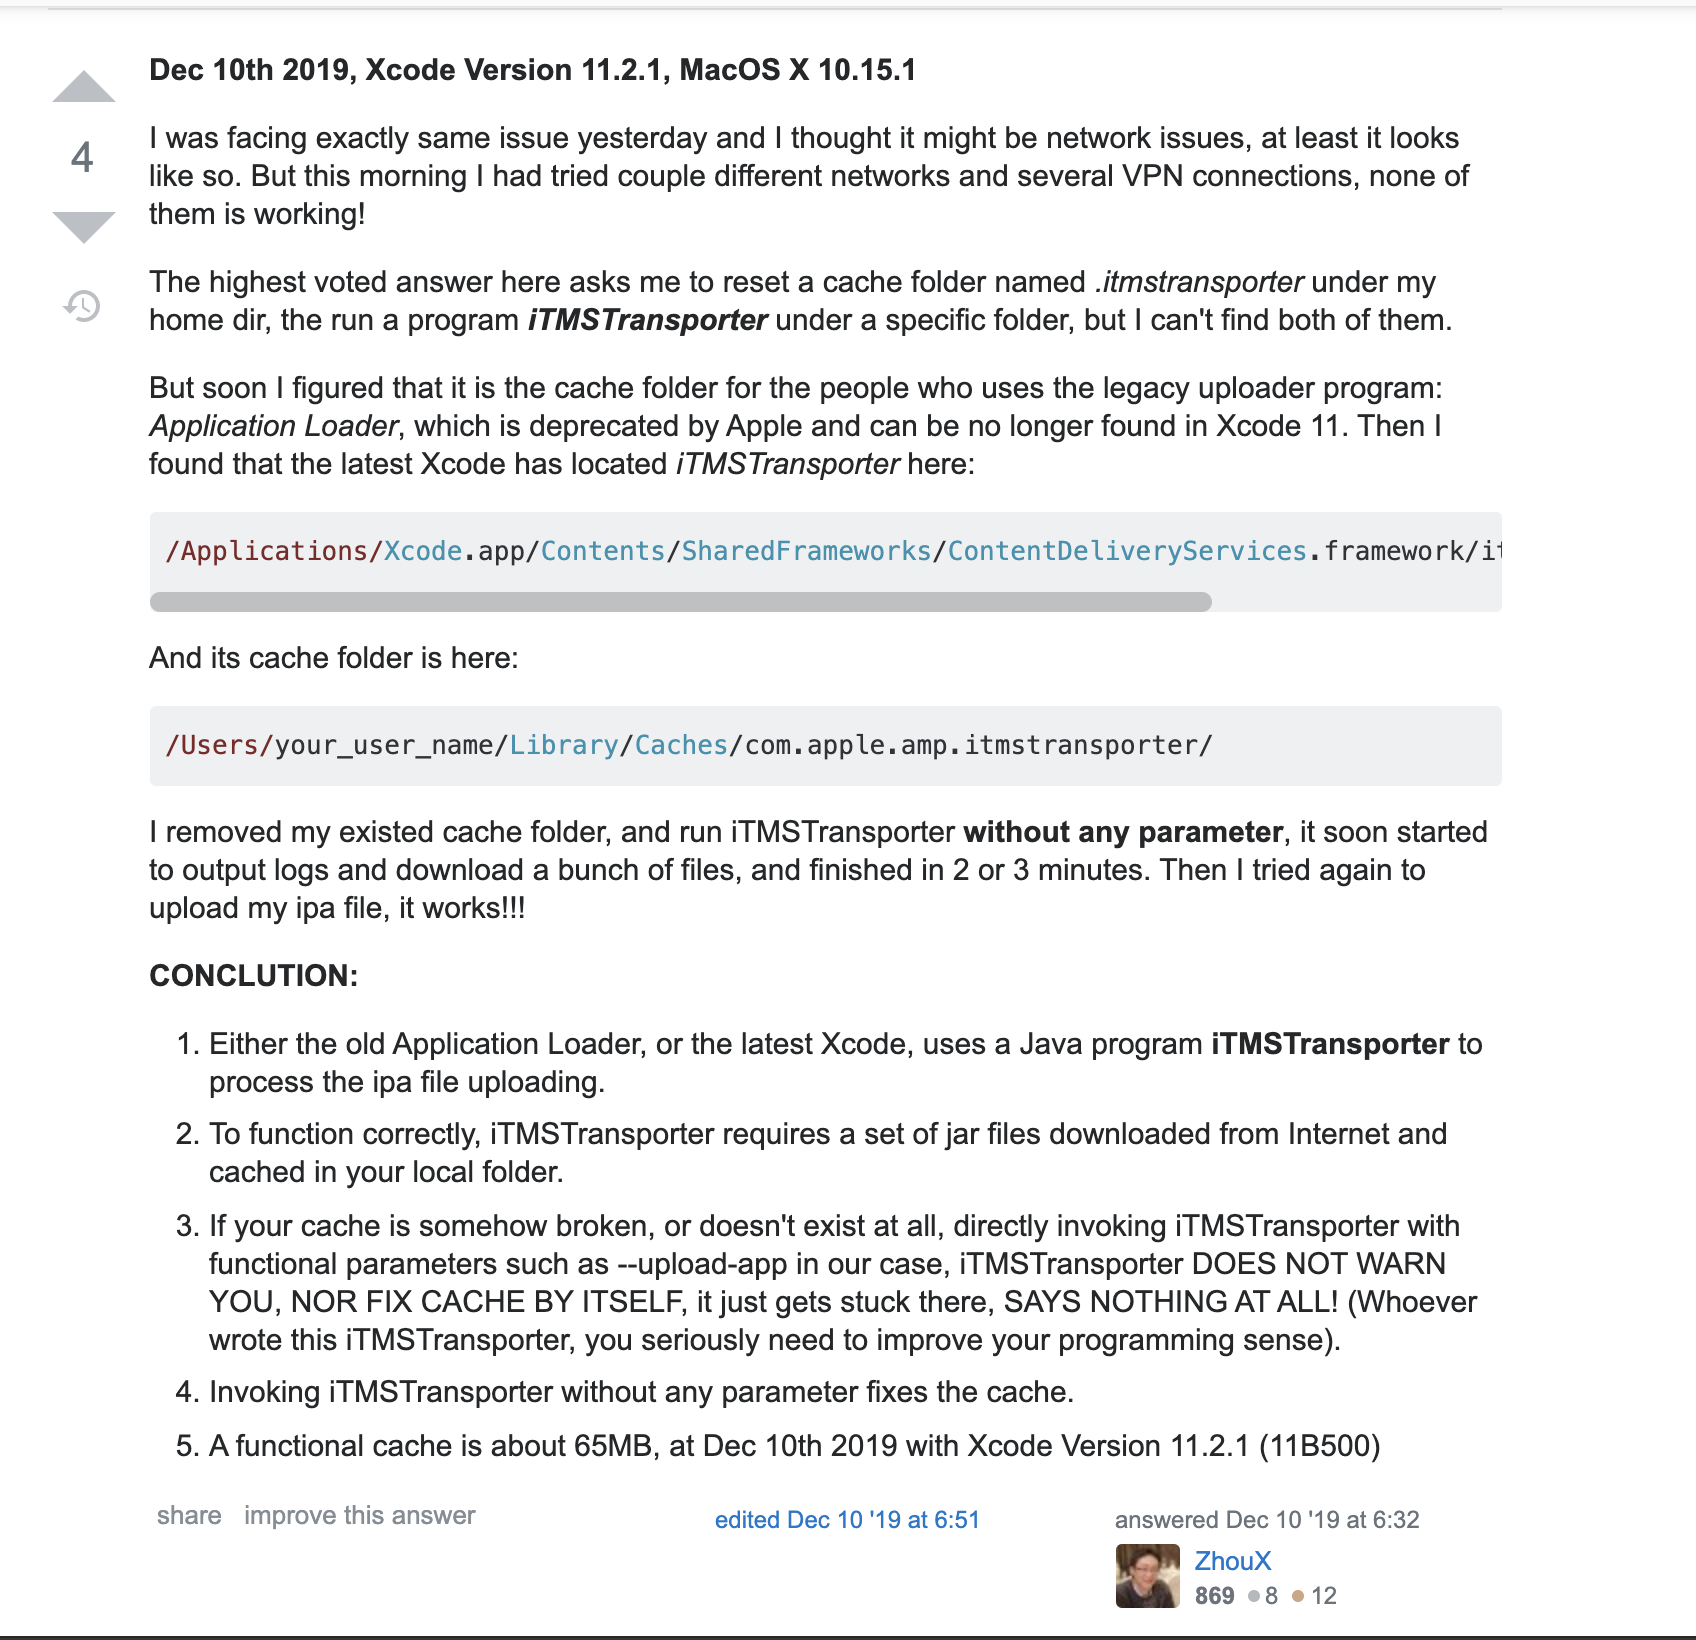 Dec 10th 2019, Xcode Version 11.2.1, MacOS X 10.15.1
4
I was facing exactly same issue yesterday and I thought it might be network issues, at least it looks
like so. But this morning I had tried couple different networks and several VPN connections, none of
them is working!
The highest voted answer here asks me to reset a cache folder named .itmstransporter under my
home dir, the run a program iTMSTransporter under a specific folder, but I can't find both of them.
But soon I figured that it is the cache folder for the people who uses the legacy uploader program:
Application Loader, which is deprecated by Apple and can be no longer found in Xcode 11. Then I
found that the latest Xcode has located iTMSTransporter here:
/Applications/Xcode.app/Contents/SharedFrameworks/ContentDeliveryServices.framework/it
And its cache folder is here:
/Users/your_user_name/Library/Caches/com.apple.amp.itmstransporter/
I removed my existed cache folder, and run iTMSTransporter without any parameter, it soon started
to output logs and download a bunch of files, and finished in 2 or 3 minutes. Then I tried again to
upload my ipa file, it works!!!
CONCLUTION:
1. Either the old Application Loader, or the latest Xcode, uses a Java program iTMSTransporter to
process the ipa file uploading.
2. To function correctly, iTMSTransporter requires a set of jar files downloaded from Internet and
cached in your local folder.
3. If your cache is somehow broken, or doesn't exist at all, directly invoking iTMSTransporter with
functional parameters such as --upload-app in our case, iTMSTransporter DOES NOT WARN
YOU, NOR FIX CACHE BY ITSELF, it just gets stuck there, SAYS NOTHING AT ALL! (Whoever
wrote this iTMSTransporter, you seriously need to improve your programming sense).
4. Invoking iTMSTransporter without any parameter fixes the cache.
5. A functional cache is about 65MB, at Dec 10th 2019 with Xcode Version 11.2.1 (11B500)
share improve this answer
edited Dec 10 '19 at 6:51
answered Dec 10 '19 at 6:32
ZhouX
869 8 12